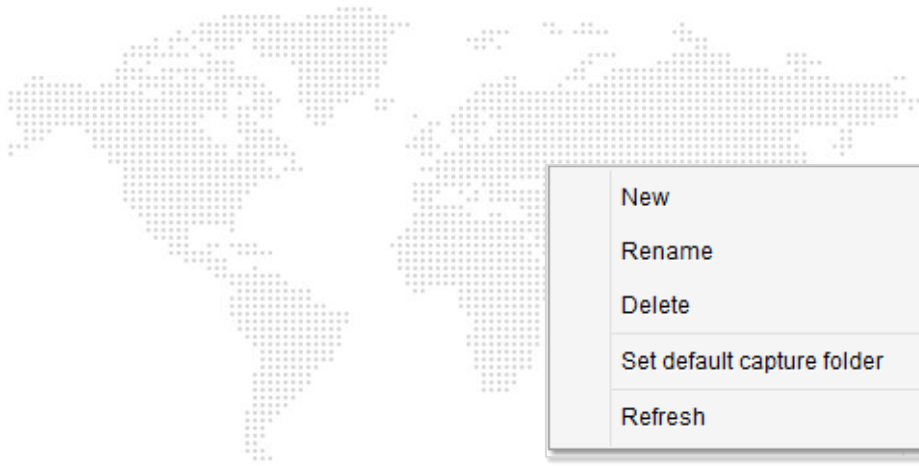 New
Rename
Delete
Set default capture folder
Refresh